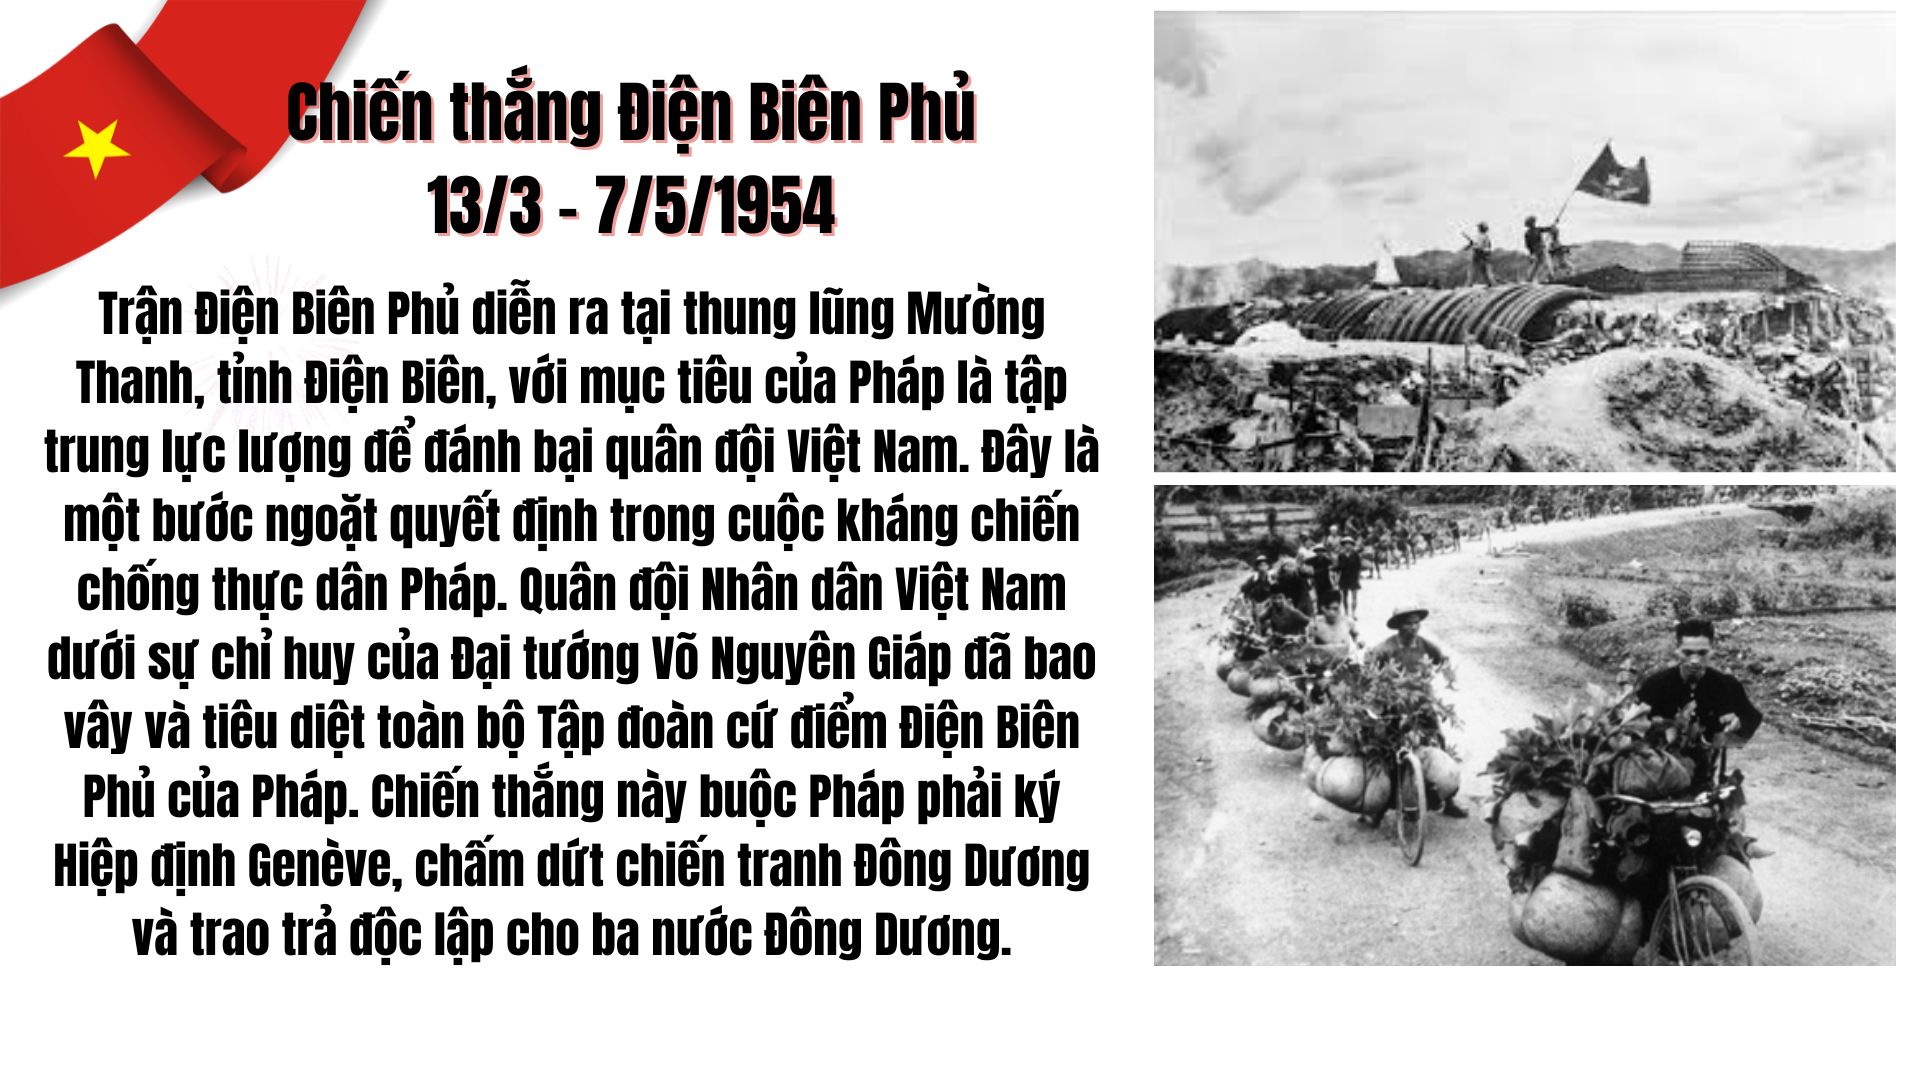 Chiến thắng Điện Biên Phủ
13/3 - 7/5/1954
Trận Điện Biên Phủ diễn ra tại thung lũng Mường
Thanh, tỉnh Điện Biên, với mục tiêu của Pháp là tập
trung lực lượng để đánh bại quân đội Việt Nam. Đây là
một bước ngoặt quyết định trong cuộc kháng chiến
chống thực dân Pháp. Quân đội Nhân dân Việt Nam
dưới sự chỉ huy của Đại tướng Võ Nguyên Giáp đã bao
vây và tiêu diệt toàn bộ Tập đoàn cứ điểm Điện Biên
Phủ của Pháp. Chiến thắng này buộc Pháp phải ký
Hiệp định Genève, chấm dứt chiến tranh Đông Dương
và trao trả độc lập cho ba nước Đông Dương.